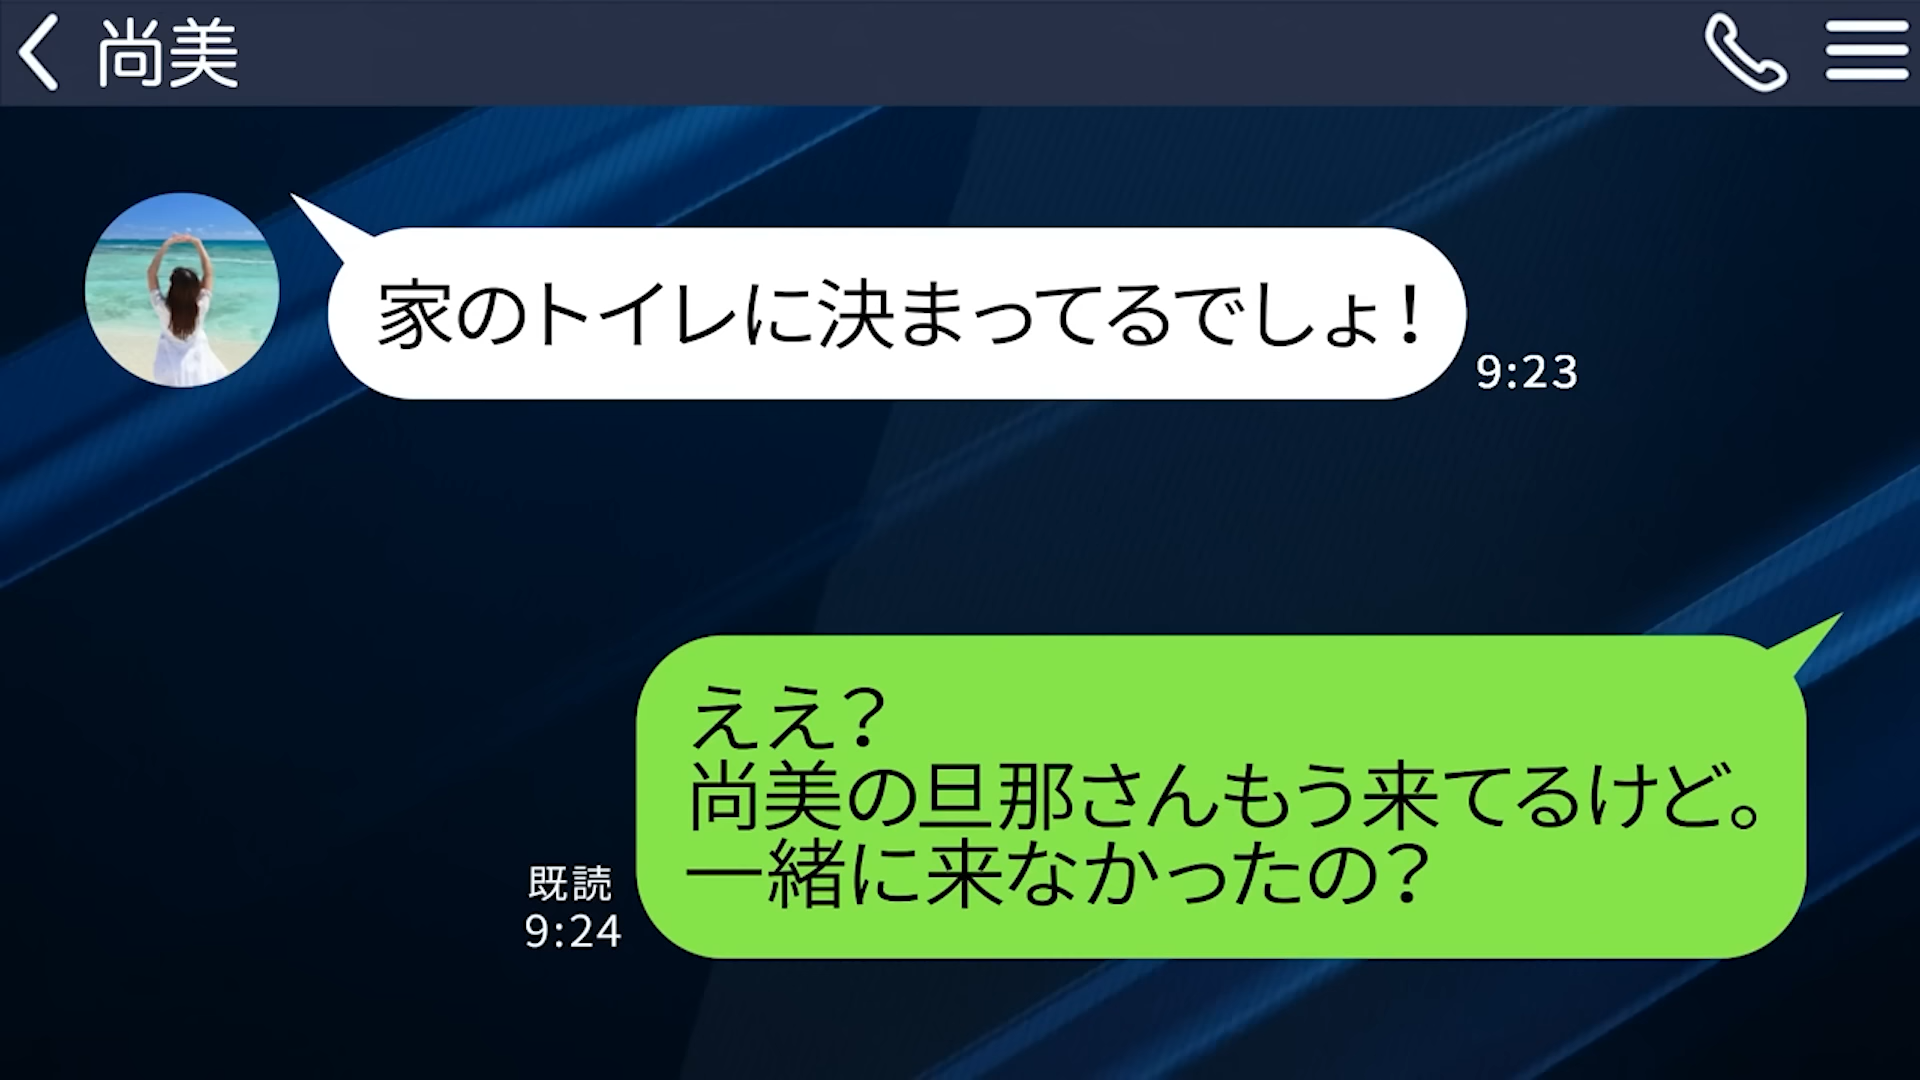 尚美
家のトイレに決まってるでしょ！
9:23
ええ？
尚美の旦那さんもう来てるけど。
一緒に来なかったの？
既読
9:24